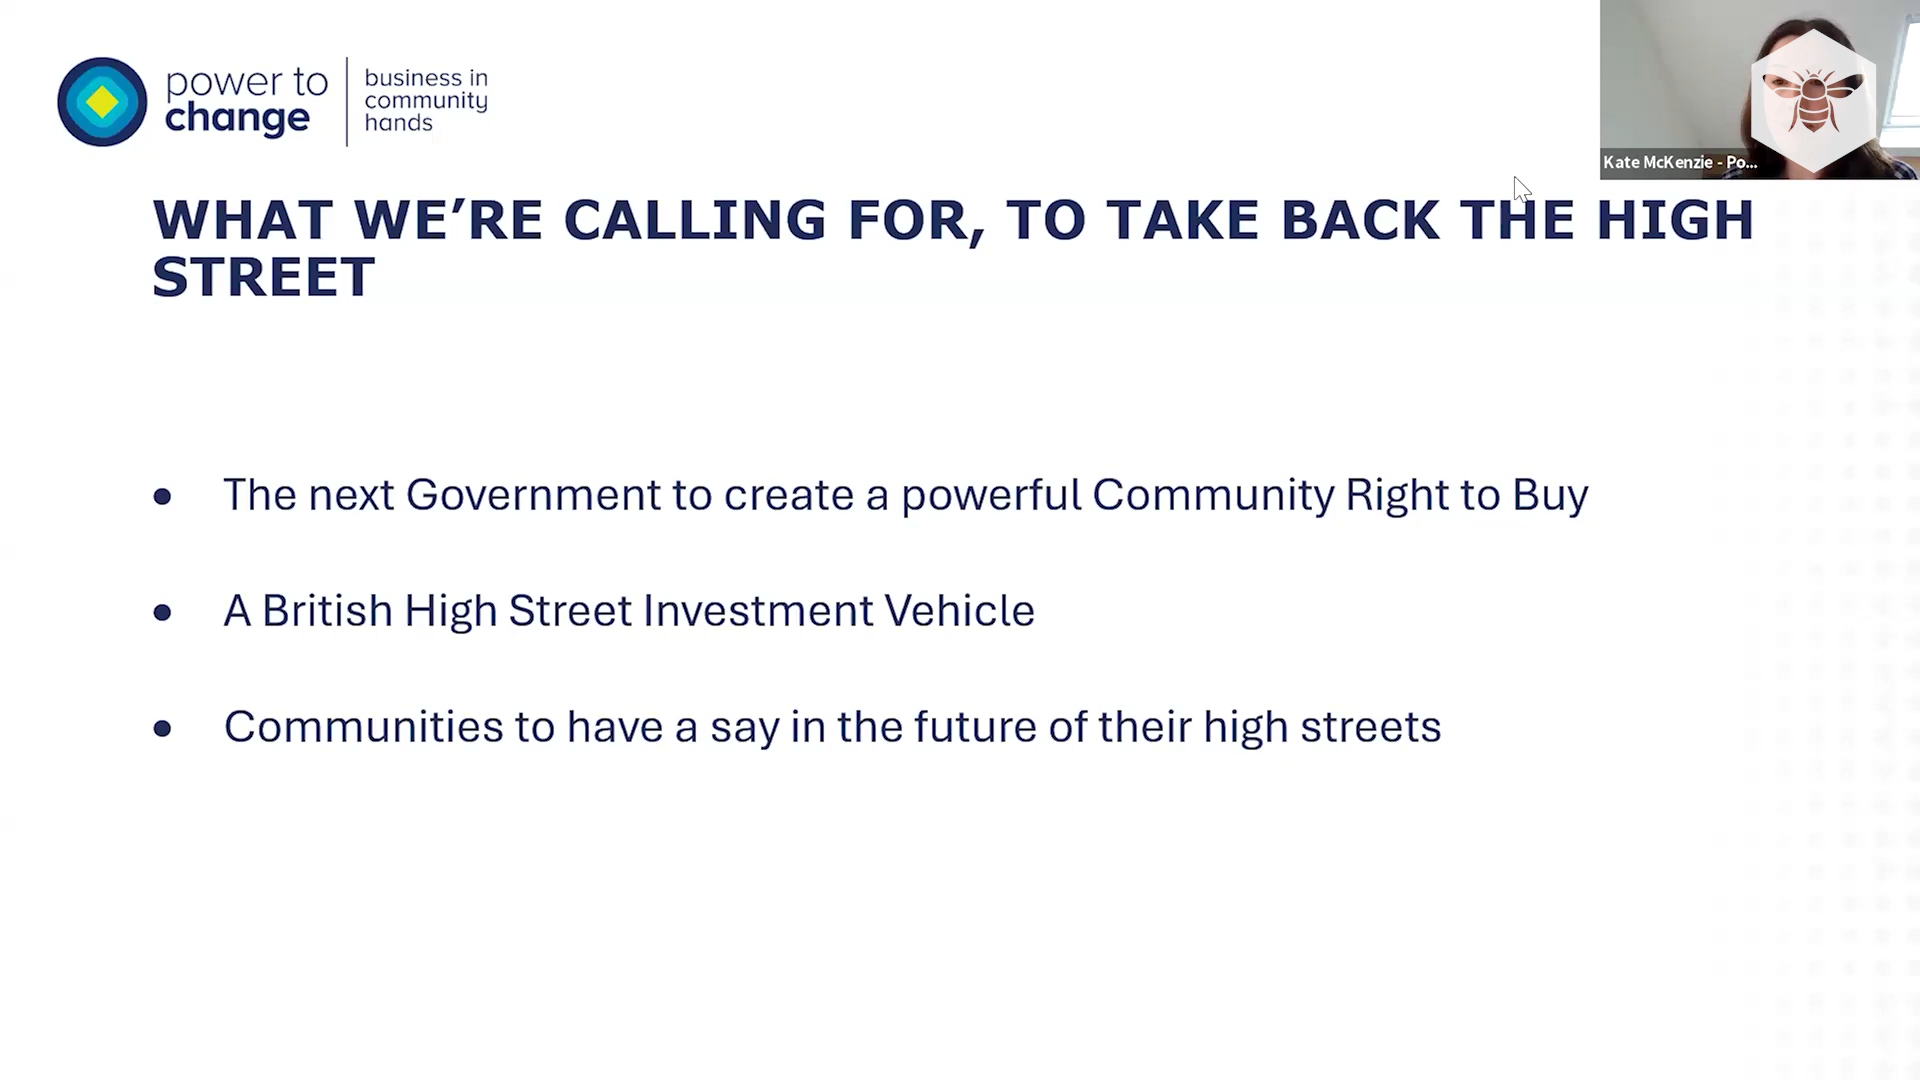 power to
change
business in
community
hands
Kate McKenzie - Po...
WHAT WE’RE CALLING FOR, TO TAKE BACK THE HIGH
STREET
• The next Government to create a powerful Community Right to Buy
• A British High Street Investment Vehicle
• Communities to have a say in the future of their high streets